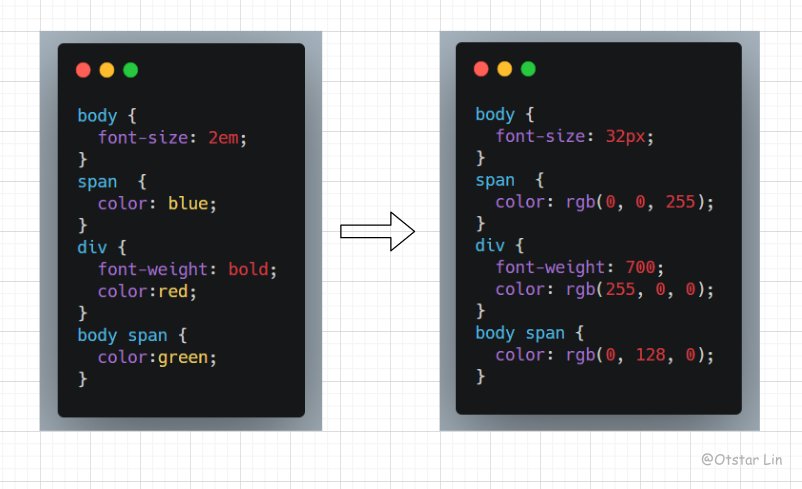 body {
  font-size: 2em;
}
span  {
  color: blue;
}
div {
  font-weight: bold;
  color:red;
}
body span {
  color:green;
}
body {
  font-size: 32px;
}
span  {
  color: rgb(0, 0, 255);
}
div {
  font-weight: 700;
  color: rgb(255, 0, 0);
}
body span {
  color: rgb(0, 128, 0);
}
@Otstar Lin